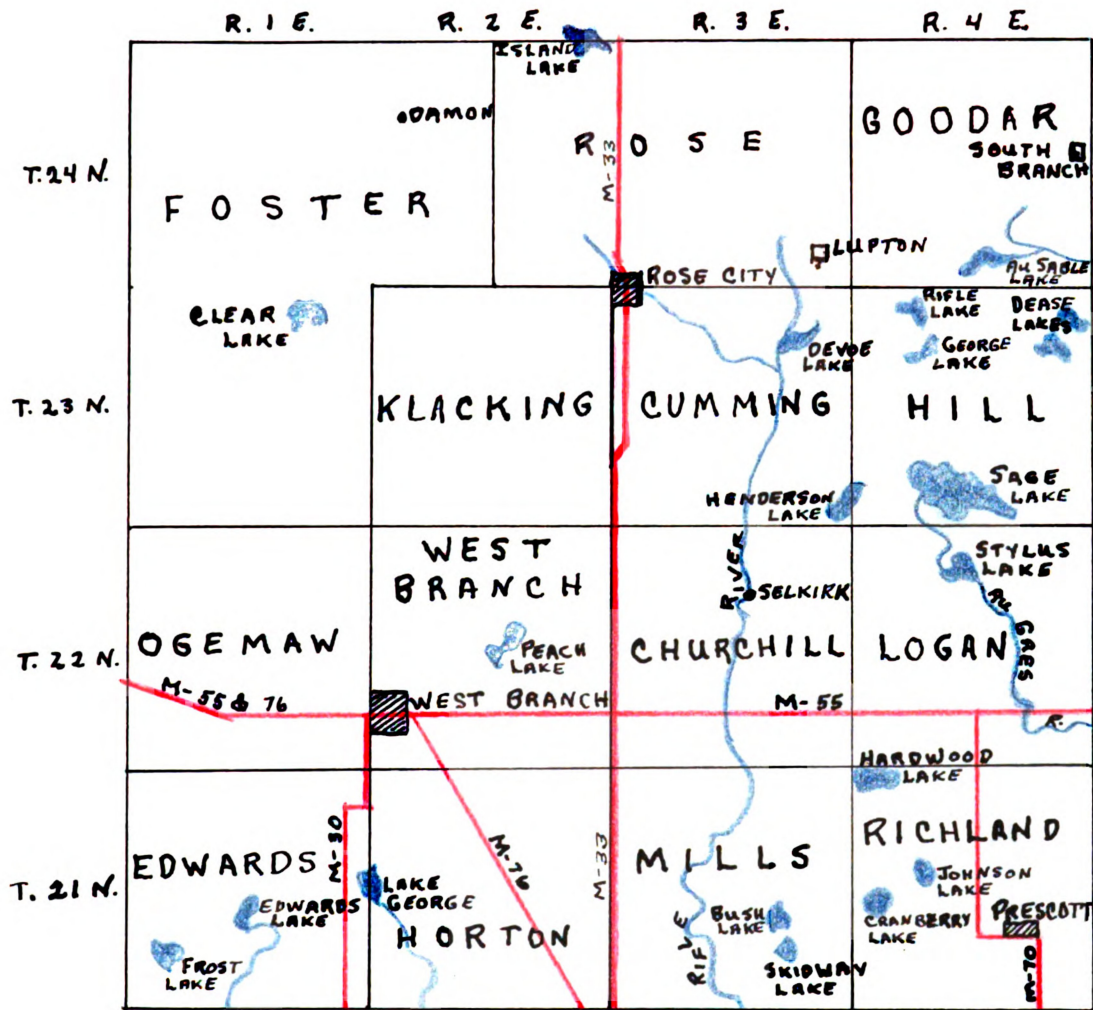 R. 1 E.
R. 2 E.
R. 3 E.
R. 4 E.
T. 24 N.
T. 23 N.
T. 22 N.
T. 21 N.
ISLAND
LAKE
DAMON
FOSTER
ROSE
M-33
GOODAR
SOUTH
BRANCH
LUPTON
AU SABLE
LAKE
ROSE CITY
CLEAR
LAKE
KLACKING
CUMMING
DEVOE
LAKE
RIFLE
LAKE
DEASE
LAKES
GEORGE
LAKE
HILL
HENDERSON
LAKE
SAGE
LAKE
WEST
BRANCH
RIVER
SELKIRK
STYLUS
LAKE
AU
GRES
R.
OGEMAW
PEACH
LAKE
CHURCHILL
LOGAN
M-55 & 76
WEST BRANCH
M-55
HARDWOOD
LAKE
EDWARDS
M-30
M-76
M-33
MILLS
RICHLAND
LAKE
GEORGE
EDWARDS
LAKE
HORTON
FROST
LAKE
RIFLE
BUSH
LAKE
SKIDWAY
LAKE
JOHNSON
LAKE
CRANBERRY
LAKE
PRESCOTT
M-70